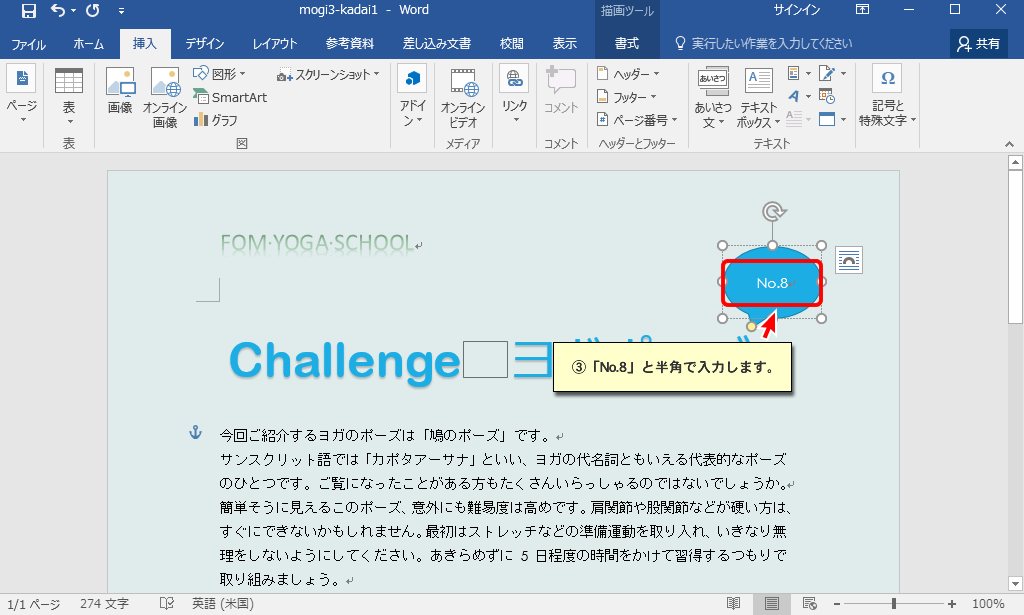 mogi3-kadai1 - Word
描画ツール
サインイン
ファイル ホーム 挿入 デザイン レイアウト 参考資料 差し込み文書 校閲 表示 書式 実行したい作業を入力してください 共有
ページ
表
表
画像
オンライン
画像
図形
SmartArt
グラフ
スクリーンショット
図
アドイ
ン
オンライン
ビデオ
メディア
リンク
コメント
コメント
ヘッダー
フッター
ページ番号
ヘッダーとフッター
あいさつ
あいさつ
文
テキスト
ボックス
テキスト
記号と
特殊文字
FOM·YOGA·SCHOOL
No.8
Challenge□ヨ
③「No.8」と半角で入力します。
今回ご紹介するヨガのポーズは「鳩のポーズ」です。
サンスクリット語では「カポタアーサナ」といい、ヨガの代名詞ともいえる代表的なポーズ
のひとつです。ご覧になったことがある方もたくさんいらっしゃるのではないでしょうか。
簡単そうに見えるこのポーズ、意外にも難易度は高めです。肩関節や股関節などが硬い方は、
すぐにできないかもしれません。最初はストレッチなどの準備運動を取り入れ、いきなり無
理をしないようにしてください。あきらめずに 5 日程度の時間をかけて習得するつもりで
取り組みましょう。
1/1 ページ 274 文字 英語 (米国) 100%